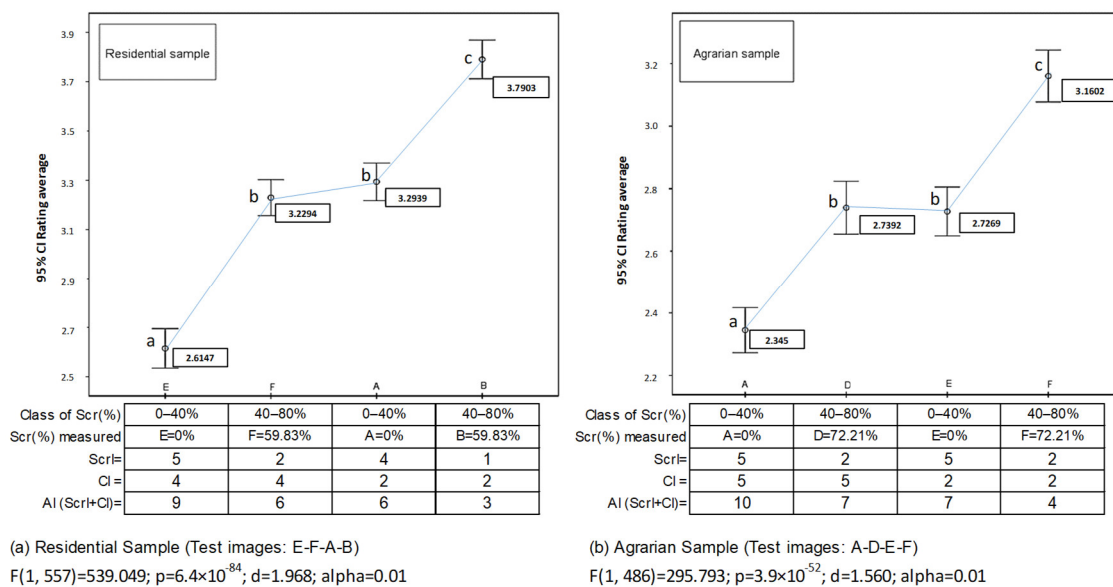 Residential sample
95% CI Rating average
3.9
3.7
3.5
3.3
3.1
2.9
2.7
2.5
a
2.6147
b
3.2294
b
3.2939
c
3.7903
E F A B
Class of Scr(%) 0–40% 40–80% 0–40% 40–80%
Scr(%) measured E=0% F=59.83% A=0% B=59.83%
ScrI= 5 2 4 1
CI = 4 4 2 2
AI (ScrI+CI)= 9 6 6 3
(a) Residential Sample (Test images: E-F-A-B)
F(1, 557)=539.049; p=6.4×10⁻⁸⁴; d=1.968; alpha=0.01
Agrarian sample
95% CI Rating average
3.2
3.0
2.8
2.6
2.4
2.2
a
2.345
b
2.7392
b
2.7269
c
3.1602
A D E F
Class of Scr(%) 0–40% 40–80% 0–40% 40–80%
Scr(%) measured A=0% D=72.21% E=0% F=72.21%
ScrI= 5 2 5 2
CI = 5 5 2 2
AI (ScrI+CI)= 10 7 7 4
(b) Agrarian Sample (Test images: A-D-E-F)
F(1, 486)=295.793; p=3.9×10⁻⁵²; d=1.560; alpha=0.01